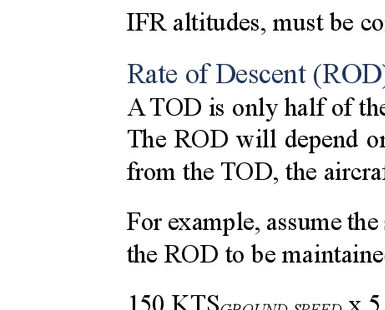 IFR altitudes, must be co
Rate of Descent (ROD)
A TOD is only half of the
The ROD will depend on
from the TOD, the aircraf
For example, assume the
the ROD to be maintaine
150 KTS GROUND SPEED x 5